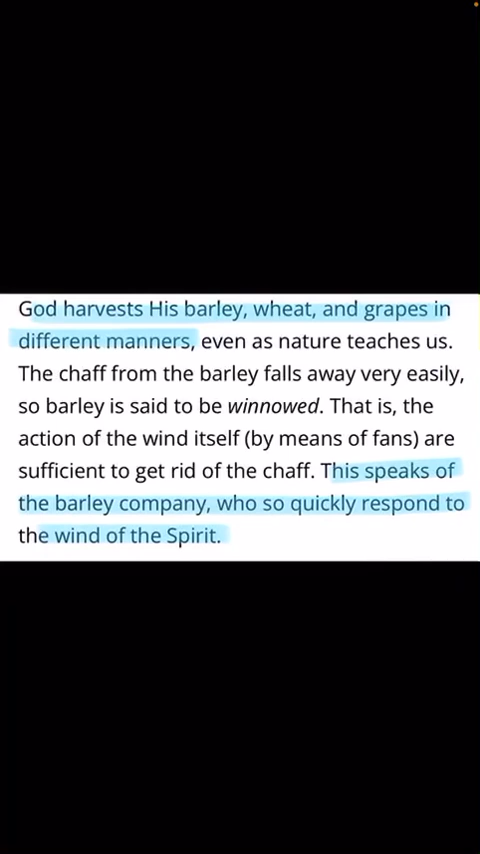 God harvests His barley, wheat, and grapes in
different manners, even as nature teaches us.
The chaff from the barley falls away very easily,
so barley is said to be winnowed. That is, the
action of the wind itself (by means of fans) are
sufficient to get rid of the chaff. This speaks of
the barley company, who so quickly respond to
the wind of the Spirit.